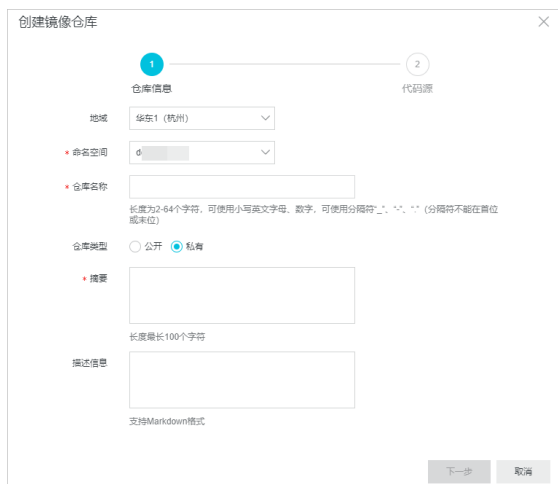 创建镜像仓库
1
2
仓库信息
代码源
地域
华东1（杭州）
* 命名空间
d
* 仓库名称
长度为2-64个字符，可使用小写英文字母、数字，可使用分隔符“_”、“-”、“.”（分隔符不能在首位
或末位）
仓库类型
公开
私有
* 摘要
长度最长100个字符
描述信息
支持Markdown格式
下一步
取消